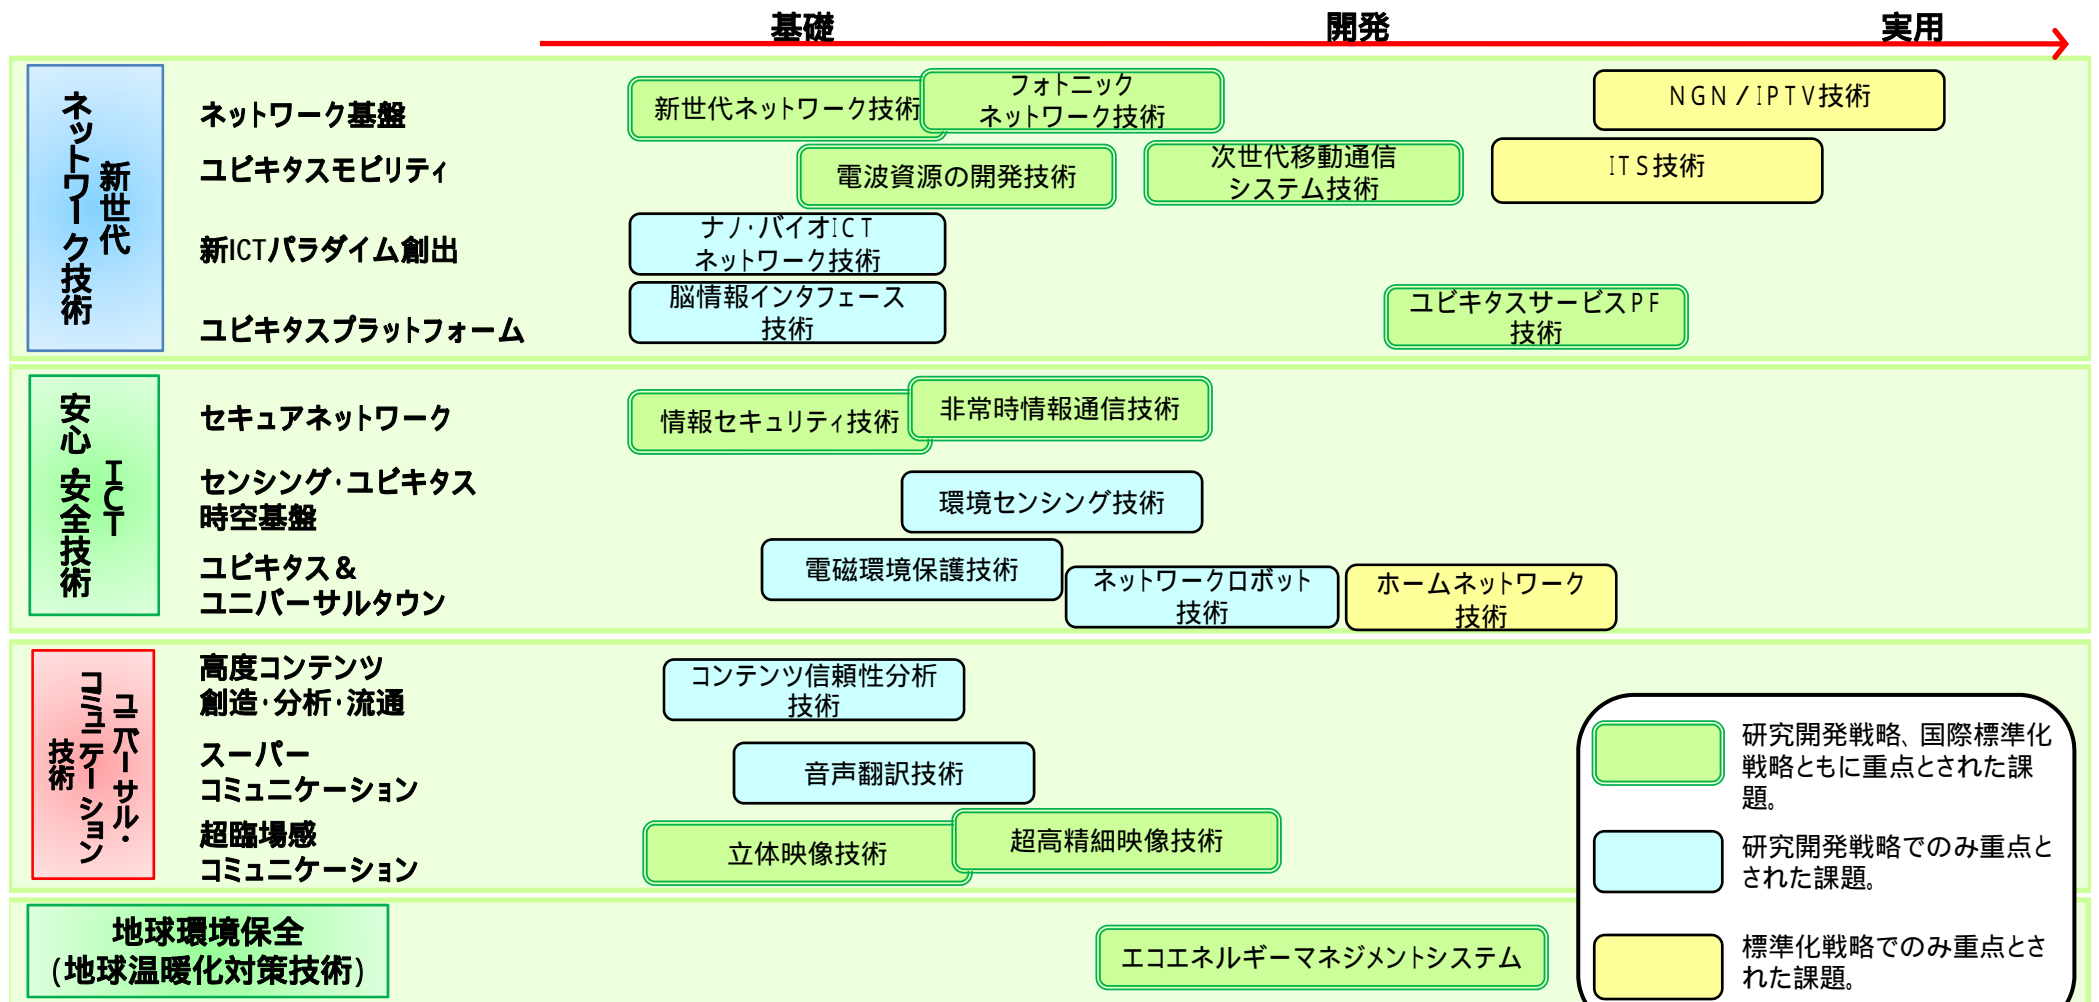 基礎
開発
実用
新世代
ネットワーク技術
ネットワーク基盤
新世代ネットワーク技術
フォトニック
ネットワーク技術
NGN/IPTV技術
ユビキタスモビリティ
電波資源の開発技術
次世代移動通信
システム技術
ITS技術
新ICTパラダイム創出
ナノ・バイオICT
ネットワーク技術
ユビキタスプラットフォーム
脳情報インタフェース
技術
ユビキタスサービスPF
技術
ICT
安心・安全技術
セキュアネットワーク
情報セキュリティ技術
非常時情報通信技術
センシング・ユビキタス
時空基盤
環境センシング技術
ユビキタス&
ユニバーサルタウン
電磁環境保護技術
ネットワークロボット
技術
ホームネットワーク
技術
ユニバーサル・
コミュニケーション
技術
高度コンテンツ
創造・分析・流通
コンテンツ信頼性分析
技術
スーパー
コミュニケーション
音声翻訳技術
超臨場感
コミュニケーション
立体映像技術
超高精細映像技術
地球環境保全
(地球温暖化対策技術)
エコエネルギーマネジメントシステム
研究開発戦略、国際標準化
戦略ともに重点とされた課
題。
研究開発戦略でのみ重点と
された課題。
標準化戦略でのみ重点とさ
れた課題。